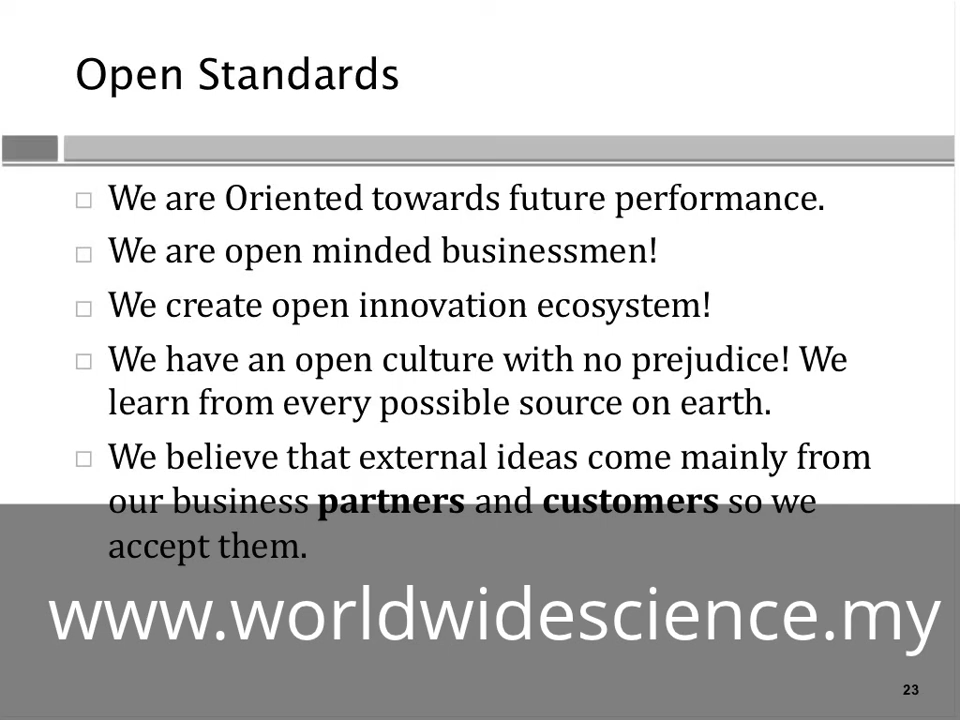 Open Standards
We are Oriented towards future performance.
We are open minded businessmen!
We create open innovation ecosystem!
We have an open culture with no prejudice! We
learn from every possible source on earth.
We believe that external ideas come mainly from
our business partners and customers so we
accept them.
www.worldwidescience.my
23